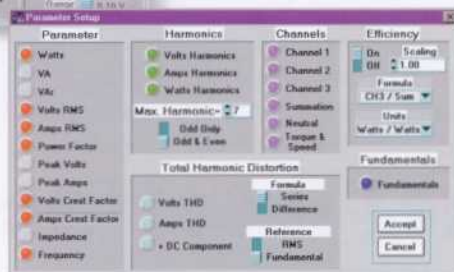 Range 0.16 V
Parameter Setup
Parameter
Watts
VA
VAr
Volts RMS
Amps RMS
Power Factor
Peak Volts
Peak Amps
Volts Crest Factor
Amps Crest Factor
Impedance
Frequency
Harmonics
Volts Harmonics
Amps Harmonics
Watts Harmonics
Max. Harmonic= 7
Odd Only
Odd & Even
Channels
Channel 1
Channel 2
Channel 3
Summation
Neutral
Torque &
Speed
Efficiency
On
Off
Scaling
1.00
Formula
CH3 / Sum
Units
Watts / Watts
Total Harmonic Distortion
Volts THD
Amps THD
+ DC Component
Formula
Series
Difference
Reference
RMS
Fundamental
Fundamentals
Fundamentals
Accept
Cancel